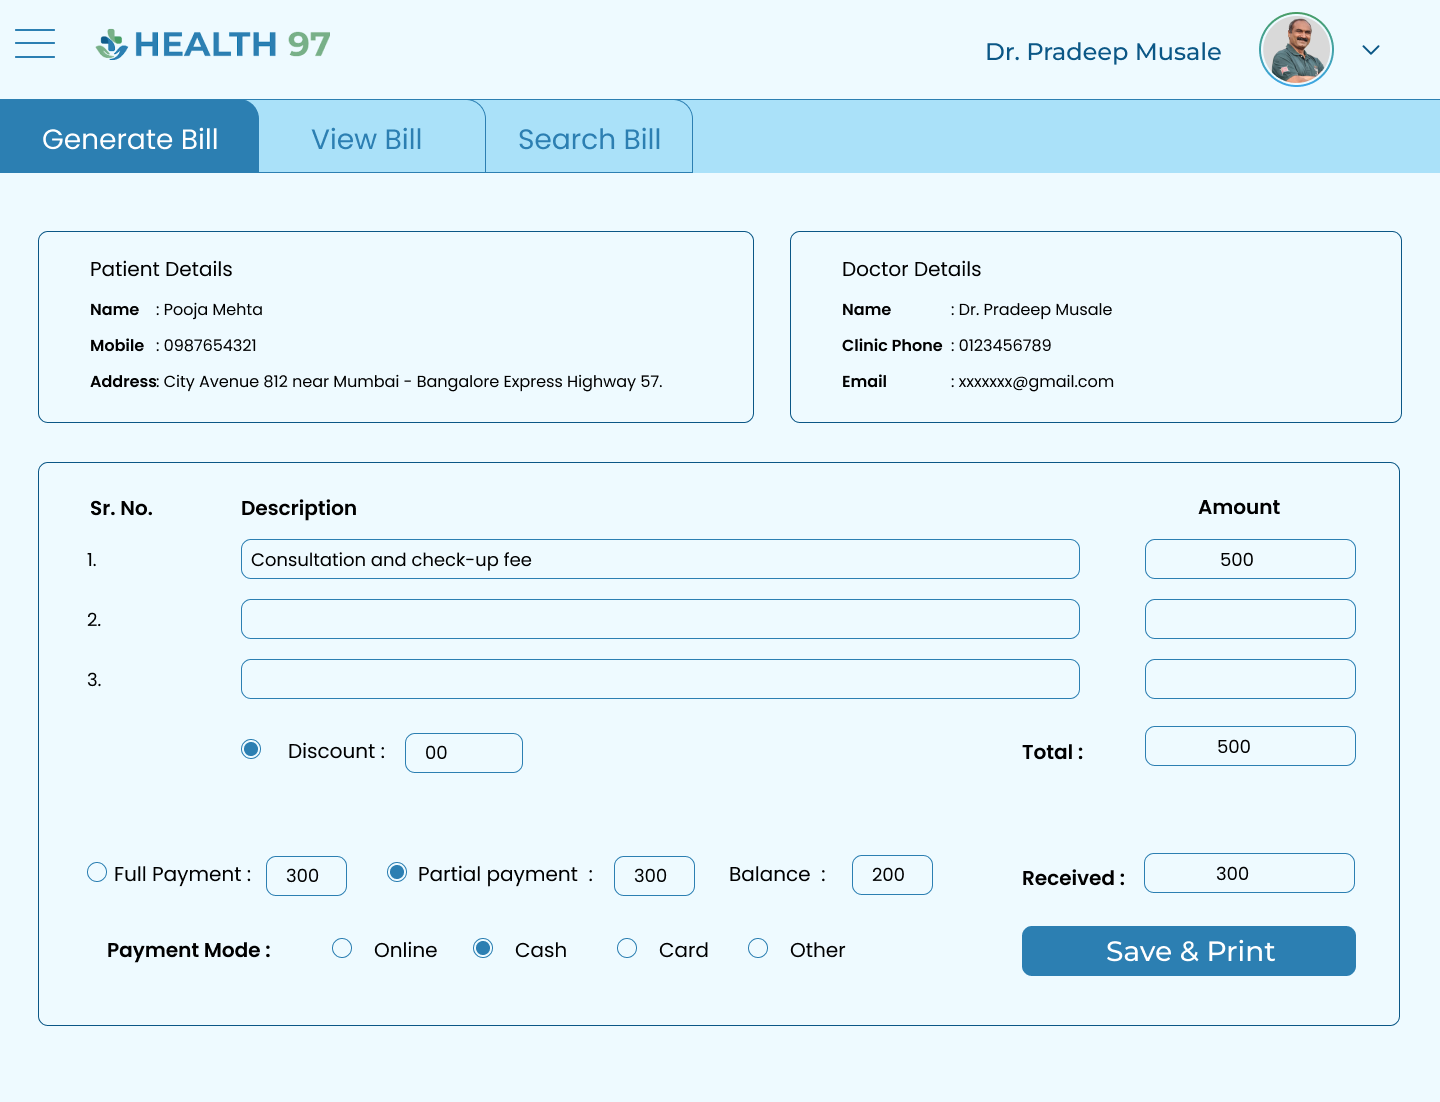 HEALTH 97
Dr. Pradeep Musale
Generate Bill
View Bill
Search Bill
Patient Details
Name : Pooja Mehta
Mobile : 0987654321
Address: City Avenue 812 near Mumbai - Bangalore Express Highway 57.
Doctor Details
Name : Dr. Pradeep Musale
Clinic Phone : 0123456789
Email : xxxxxxx@gmail.com
Sr. No. Description Amount
1. Consultation and check-up fee 500
2.
3.
Discount : 00 Total : 500
Full Payment : 300 Partial payment : 300 Balance : 200 Received : 300
Payment Mode : Online Cash Card Other
Save & Print